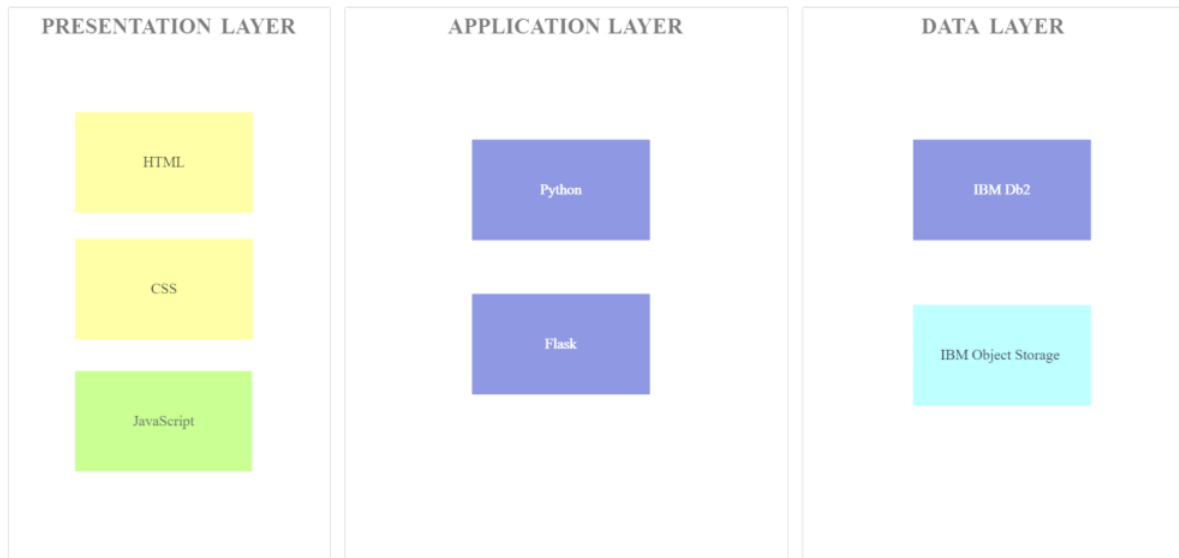 PRESENTATION LAYER
HTML
CSS
JavaScript
APPLICATION LAYER
Python
Flask
DATA LAYER
IBM Db2
IBM Object Storage